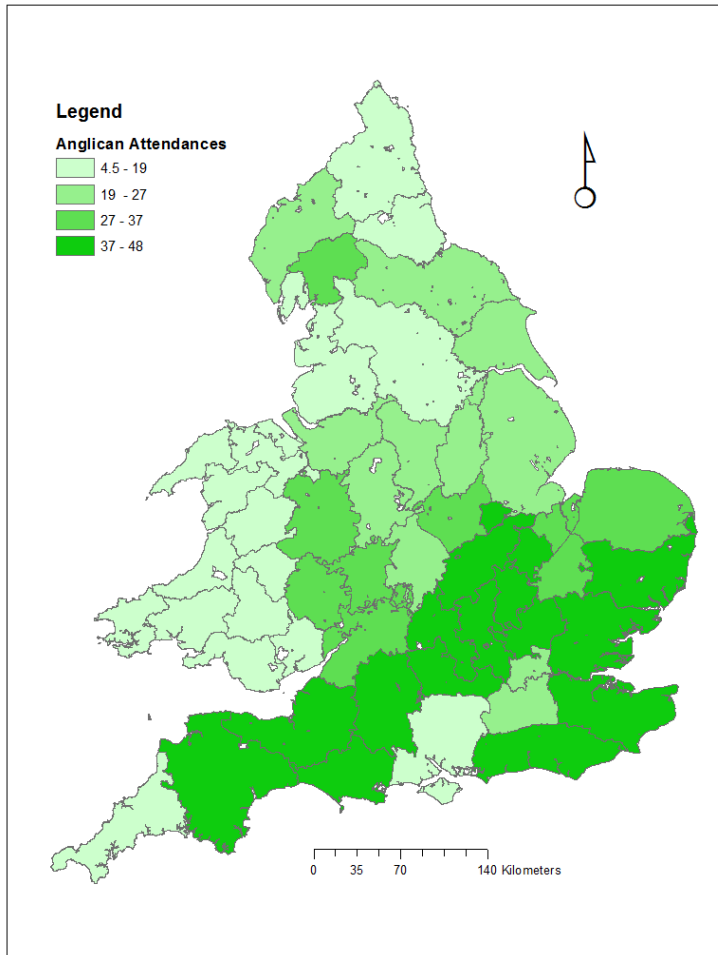 Legend
Anglican Attendances
4.5 - 19
19 - 27
27 - 37
37 - 48
0 35 70 140 Kilometers